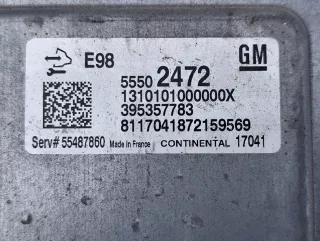 E98
GM
5550 2472
1310101000000X
395357783
8117041872159569
Serv# 55487860 Made In France CONTINENTAL 17041